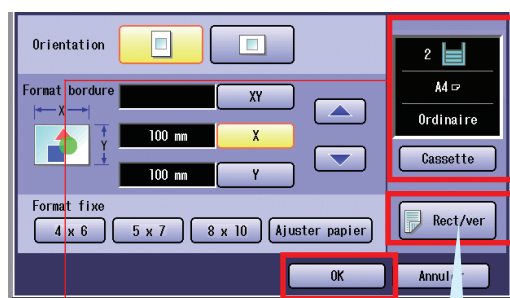 Orientation
2
A4
Ordinaire
Cassette
Format bordure
X
Y
XY
100 mm X
100 mm Y
Format fixe
4 x 6 5 x 7 8 x 10 Ajuster papier
Rect/ver
OK